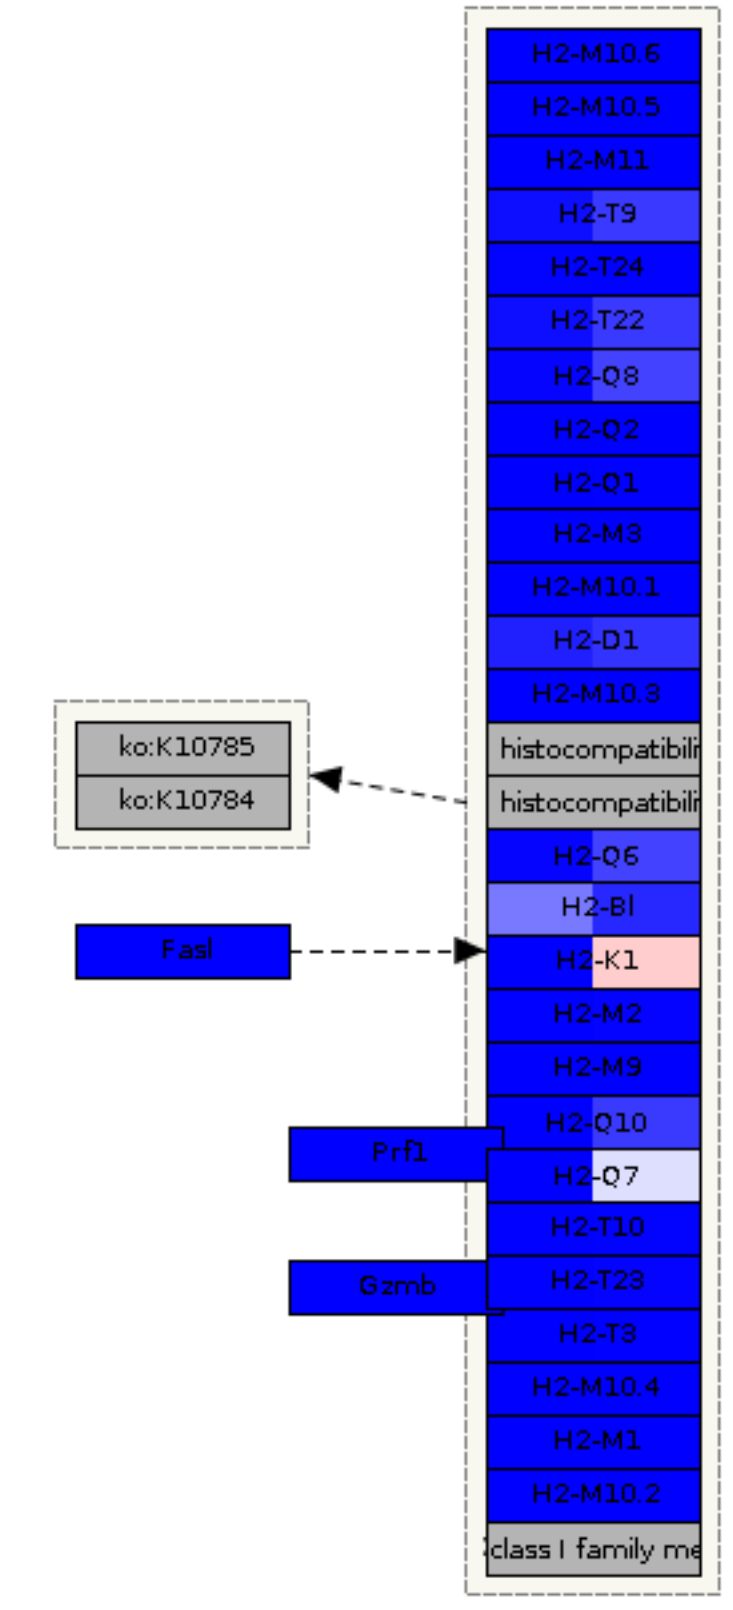 H2-M10.6
H2-M10.5
H2-M11
H2-T9
H2-T24
H2-T22
H2-Q8
H2-Q2
H2-Q1
H2-M3
H2-M10.1
H2-D1
H2-M10.3
histocompatibili
histocompatibili
H2-Q6
H2-Bl
H2-K1
H2-M2
H2-M9
H2-Q10
H2-Q7
H2-T10
H2-T23
H2-T3
H2-M10.4
H2-M1
H2-M10.2
class I family me
ko:K10785
ko:K10784
Fasl
Prf1
Gzmb